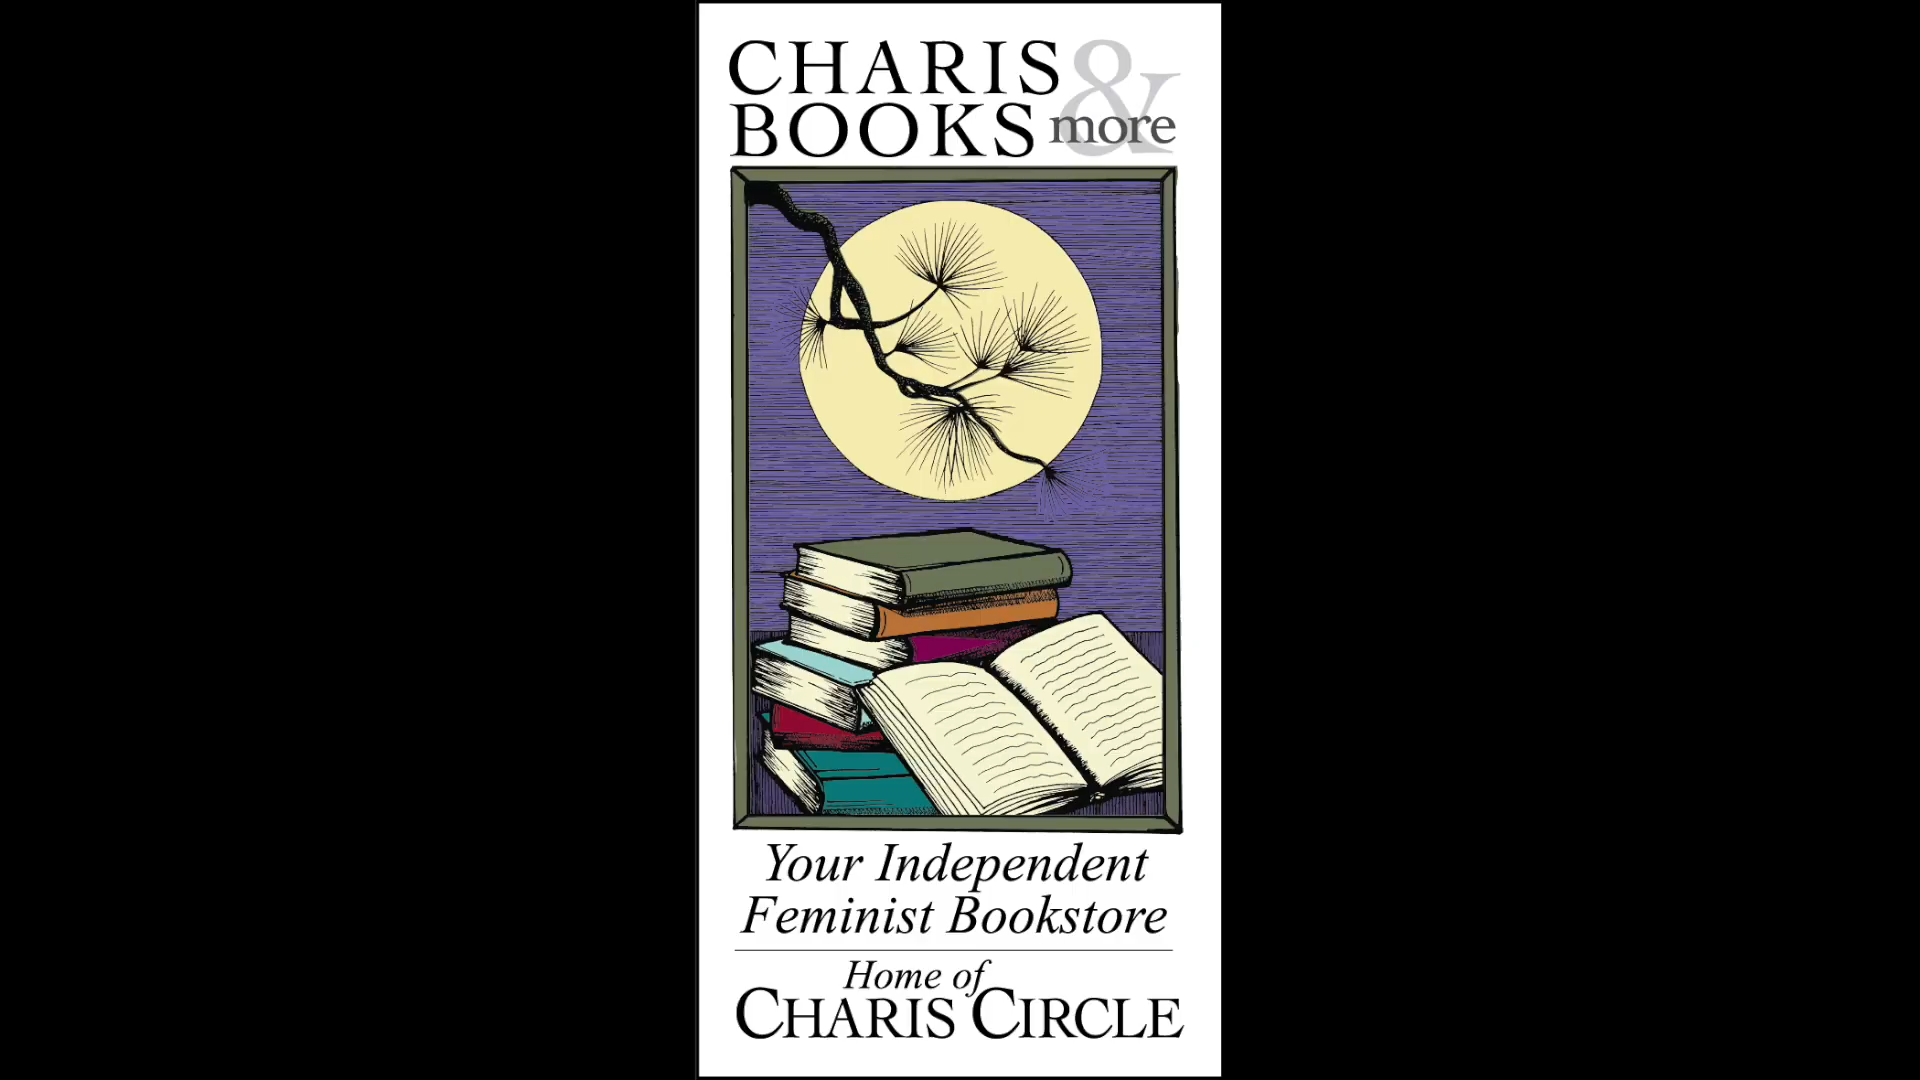 CHARIS &
BOOKS more
Your Independent
Feminist Bookstore
Home of
CHARIS CIRCLE